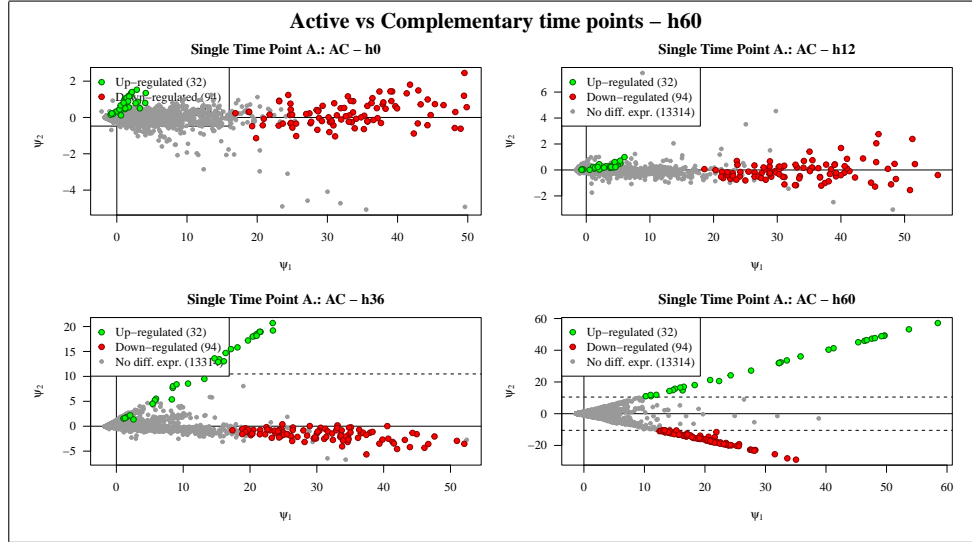 Active vs Complementary time points – h60
Single Time Point A.: AC – h0
Up-regulated (32)
Down-regulated (94)
2
0
−2
−4
ψ2
0
10
20
30
40
50
ψ1
Single Time Point A.: AC – h12
Up-regulated (32)
Down-regulated (94)
No diff. expr. (13314)
6
4
2
0
−2
ψ2
0
10
20
30
40
50
ψ1
Single Time Point A.: AC – h36
Up-regulated (32)
Down-regulated (94)
No diff. expr. (13314)
20
15
10
5
0
−5
ψ2
0
10
20
30
40
50
ψ1
Single Time Point A.: AC – h60
Up-regulated (32)
Down-regulated (94)
No diff. expr. (13314)
60
40
20
0
−20
ψ2
0
10
20
30
40
50
60
ψ1